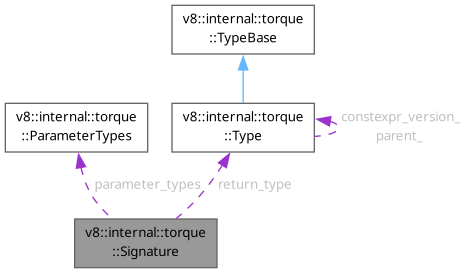 v8::internal::torque
::TypeBase
v8::internal::torque
::ParameterTypes
v8::internal::torque
::Type
constexpr_version_
parent_
parameter_types
return_type
v8::internal::torque
::Signature